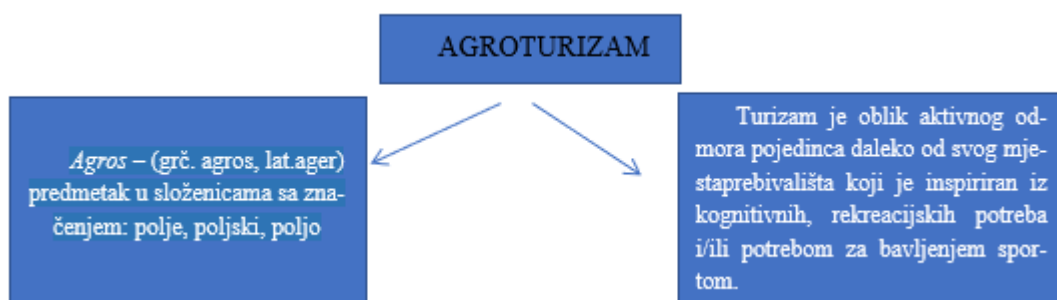 AGROTURIZAM
Agros – (grč. agros, lat.ager)
predmetak u složenicama sa zna-
čenjem: polje, poljski, poljo
Turizam je oblik aktivnog od-
mora pojedinca daleko od svog mje-
staprebivališta koji je inspiriran iz
kognitivnih, rekreacijskih potreba
i/ili potrebom za bavljenjem spor-
tom.